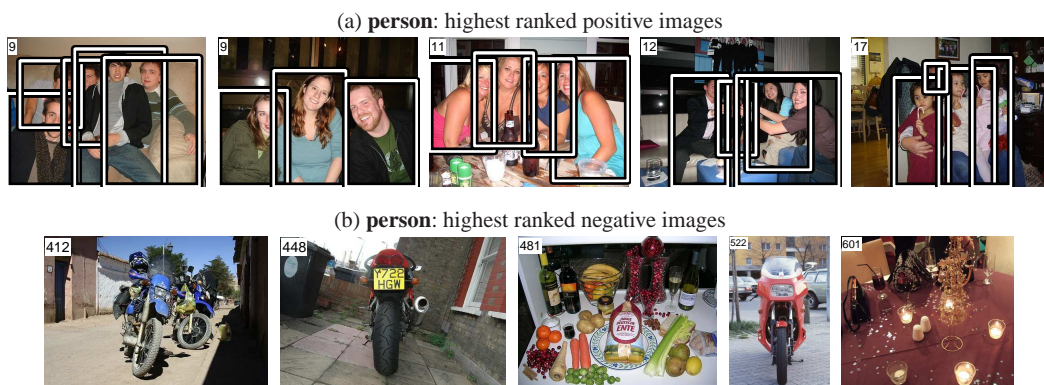 (a) person: highest ranked positive images
9
9
11
12
17
(b) person: highest ranked negative images
412
448
481
522
601
Y722
HGW
ENTE